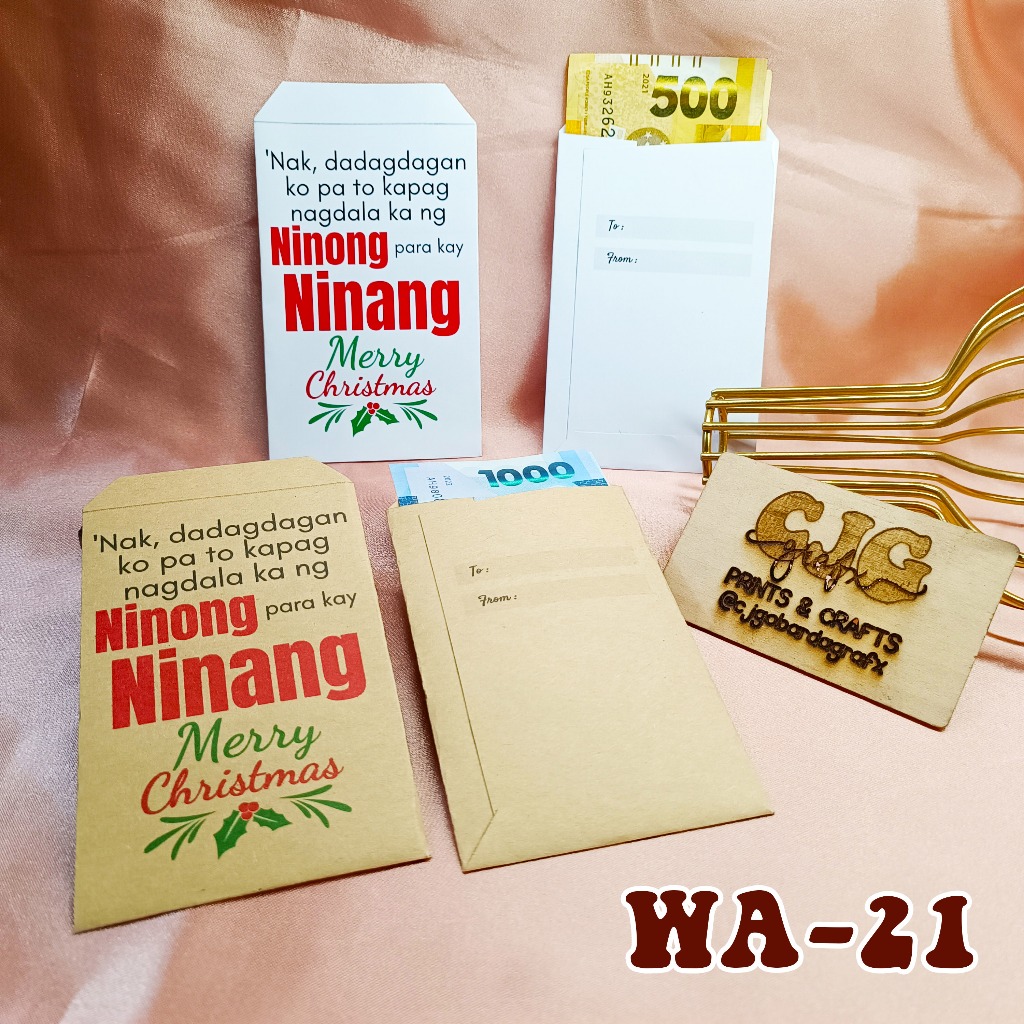 'Nak, dadagdagan
ko pa to kapag
nagdala ka ng
Ninong para kay
Ninang
Merry
Christmas
500
2021
AH93262
To :
From :
'Nak, dadagdagan
ko pa to kapag
nagdala ka ng
Ninong para kay
Ninang
Merry
Christmas
1000
To :
From :
CJG
grafx
PRINTS & CRAFTS
@cjgabardagrafx
WA-21